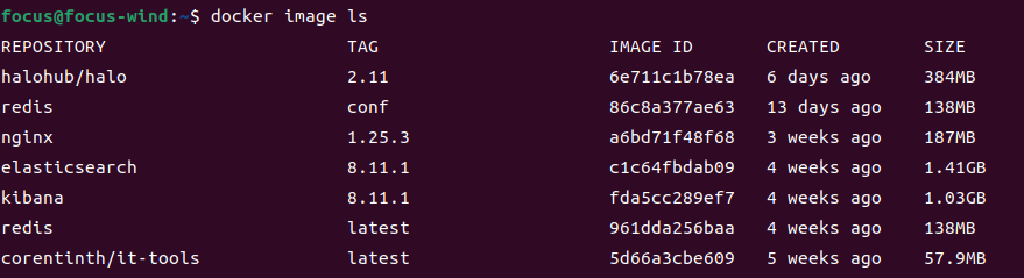 focus@focus-wind:~$ docker image ls
REPOSITORY TAG IMAGE ID CREATED SIZE
halohub/halo 2.11 6e711c1b78ea 6 days ago 384MB
redis conf 86c8a377ae63 13 days ago 138MB
nginx 1.25.3 a6bd71f48f68 3 weeks ago 187MB
elasticsearch 8.11.1 c1c64fbdab09 4 weeks ago 1.41GB
kibana 8.11.1 fda5cc289ef7 4 weeks ago 1.03GB
redis latest 961dda256baa 4 weeks ago 138MB
corentinth/it-tools latest 5d66a3cbe609 5 weeks ago 57.9MB